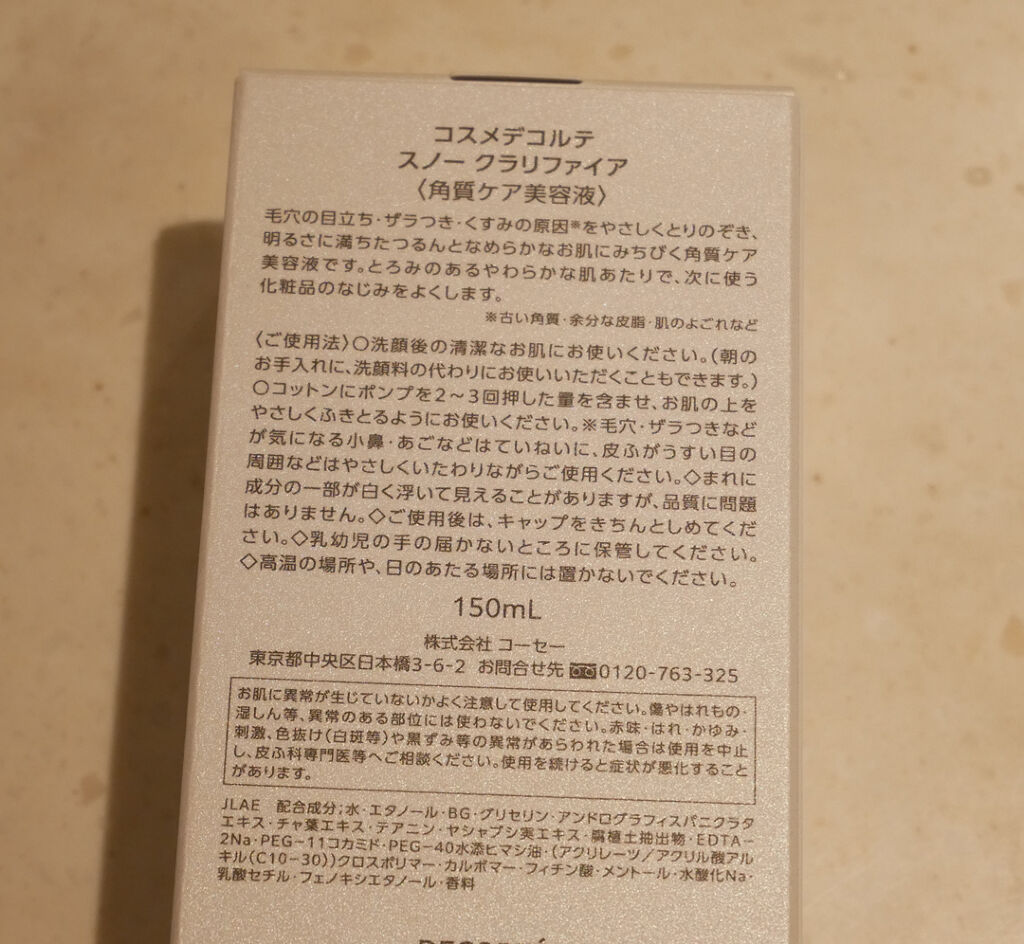 コスメデコルテ
スノー クラリファイア
〈角質ケア美容液〉
毛穴の目立ち・ザラつき・くすみの原因※をやさしくとりのぞき、
明るさに満ちたつるんとなめらかなお肌にみちびく角質ケア
美容液です。とろみのあるやわらかな肌あたりで、次に使う
化粧品のなじみをよくします。
※古い角質・余分な皮脂・肌のよごれなど
〈ご使用法〉○洗顔後の清潔なお肌にお使いください。(朝の
お手入れに、洗顔料の代わりにお使いいただくこともできます。)
○コットンにポンプを2～3回押した量を含ませ、お肌の上を
やさしくふきとるようにお使いください。※毛穴・ザラつきなど
が気になる小鼻・あごなどはていねいに、皮ふがうすい目の
周囲などはやさしくいたわりながらご使用ください。◇まれに
成分の一部が白く浮いて見えることがありますが、品質に問題
はありません。◇ご使用後は、キャップをきちんとしめてくだ
さい。◇乳幼児の手の届かないところに保管してください。
◇高温の場所や、日のあたる場所には置かないでください。
150mL
株式会社 コーセー
東京都中央区日本橋3-6-2 お問合せ先 0120-763-325
お肌に異常が生じていないかよく注意して使用してください。傷やはれもの・
湿しん等、異常のある部位には使わないでください。赤味・はれ・かゆみ・
刺激、色抜け(白斑等)や黒ずみ等の異常があらわれた場合は使用を中止
し、皮ふ科専門医等へご相談ください。使用を続けると症状が悪化すること
があります。
JLAE 配合成分;水・エタノール・BG・グリセリン・アンドログラフィスパニクラタ
エキス・チャ葉エキス・テアニン・ヤシャブシ実エキス・腐植土抽出物・EDTA-
2Na・PEG-11コカミド・PEG-40水添ヒマシ油・(アクリレーツ/アクリル酸アル
キル(C10-30))クロスポリマー・カルボマー・フィチン酸・メントール・水酸化Na・
乳酸セチル・フェノキシエタノール・香料